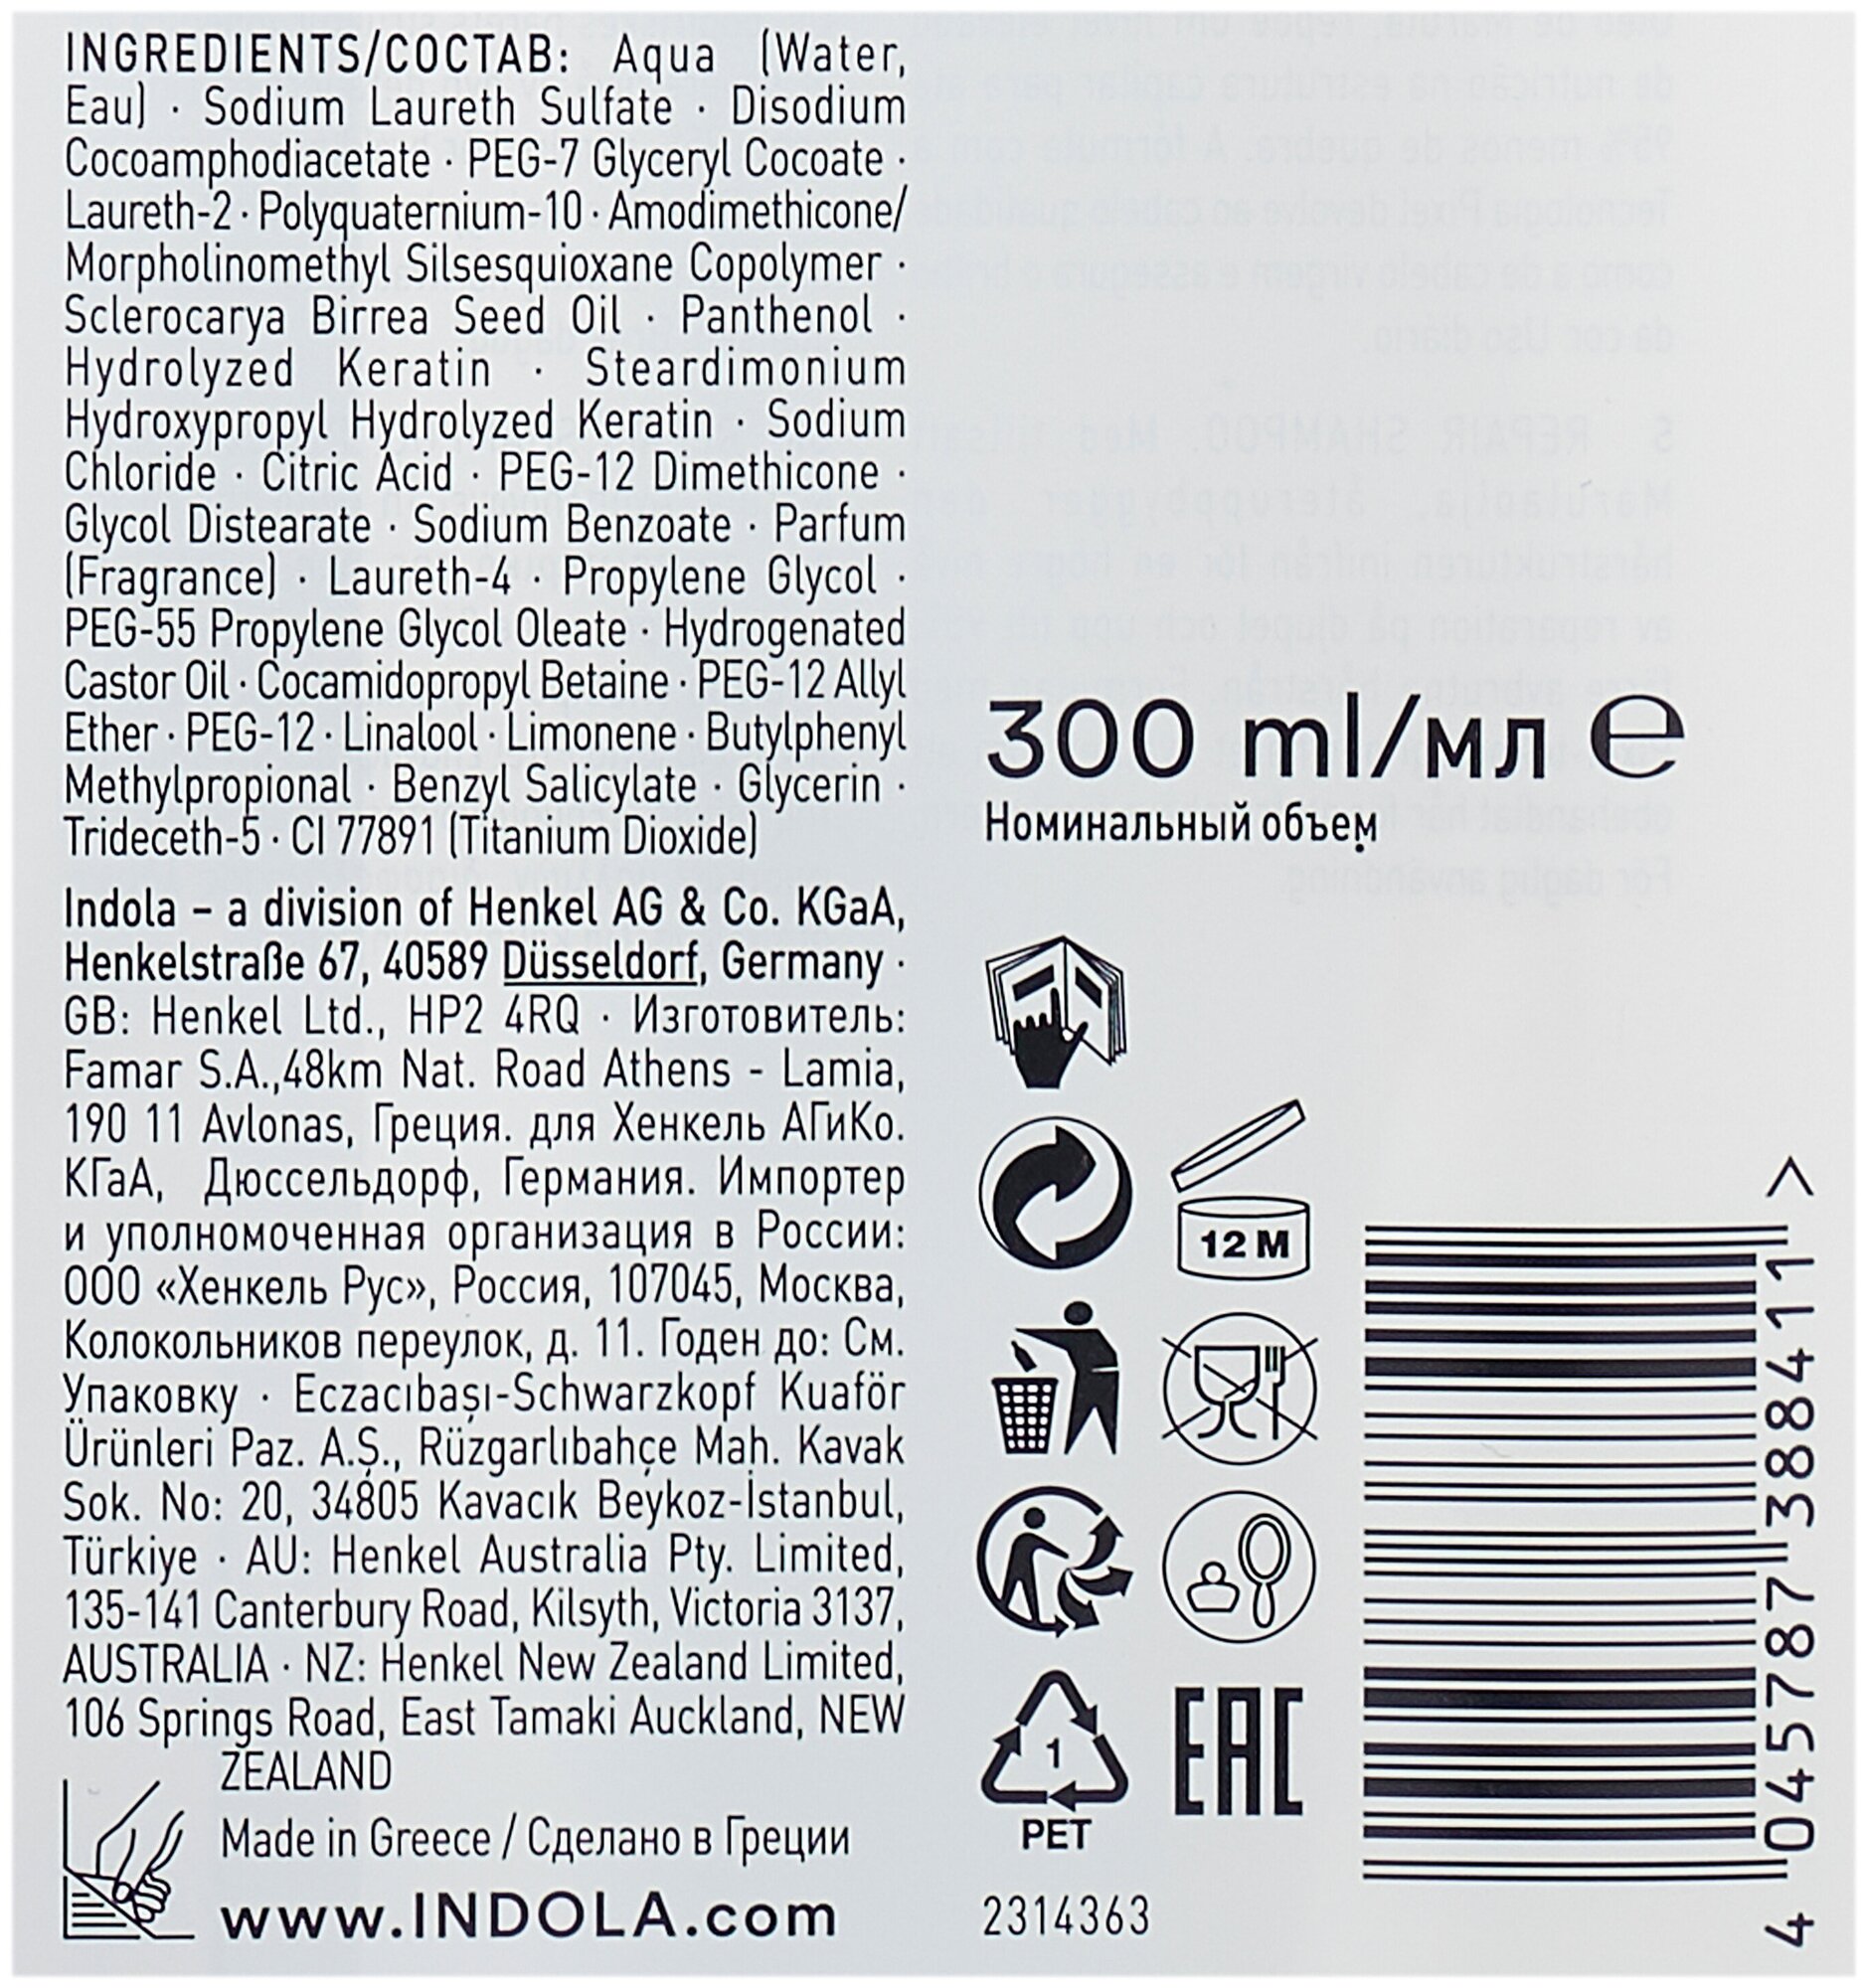 INGREDIENTS/СОСТАВ: Aqua (Water,
Eau) · Sodium Laureth Sulfate · Disodium
Cocoamphodiacetate · PEG-7 Glyceryl Cocoate ·
Laureth-2 · Polyquaternium-10 · Amodimethicone/
Morpholinomethyl Silsesquioxane Copolymer ·
Sclerocarya Birrea Seed Oil · Panthenol ·
Hydrolyzed Keratin · Steardimonium
Hydroxypropyl Hydrolyzed Keratin · Sodium
Chloride · Citric Acid · PEG-12 Dimethicone ·
Glycol Distearate · Sodium Benzoate · Parfum
(Fragrance) · Laureth-4 · Propylene Glycol ·
PEG-55 Propylene Glycol Oleate · Hydrogenated
Castor Oil · Cocamidopropyl Betaine · PEG-12 Allyl
Ether · PEG-12 · Linalool · Limonene · Butylphenyl
Methylpropional · Benzyl Salicylate · Glycerin ·
Trideceth-5 · CI 77891 (Titanium Dioxide)
Indola – a division of Henkel AG & Co. KGaA,
Henkelstraße 67, 40589 Düsseldorf, Germany ·
GB: Henkel Ltd., HP2 4RQ · Изготовитель:
Famar S.A.,48km Nat. Road Athens - Lamia,
190 11 Avlonas, Греция. для Хенкель АГиКо.
КГаА, Дюссельдорф, Германия. Импортер
и уполномоченная организация в России:
ООО «Хенкель Рус», Россия, 107045, Москва,
Колокольников переулок, д. 11. Годен до: См.
Упаковку · Eczacıbaşı-Schwarzkopf Kuaför
Ürünleri Paz. A.Ş., Rüzgarlıbahçe Mah. Kavak
Sok. No: 20, 34805 Kavacık Beykoz-İstanbul,
Türkiye · AU: Henkel Australia Pty. Limited,
135-141 Canterbury Road, Kilsyth, Victoria 3137,
AUSTRALIA · NZ: Henkel New Zealand Limited,
106 Springs Road, East Tamaki Auckland, NEW
ZEALAND
Made in Greece / Сделано в Греции
www.INDOLA.com
300 ml/мл ℮
Номинальный объем
12 M
1
PET
EAC
2314363
4 045787 388411 >